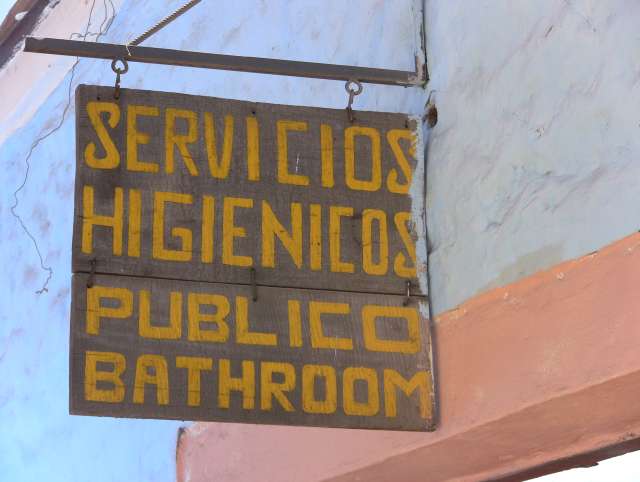 SERVICIOS
HIGIENICOS
PUBLICO
BATHROOM